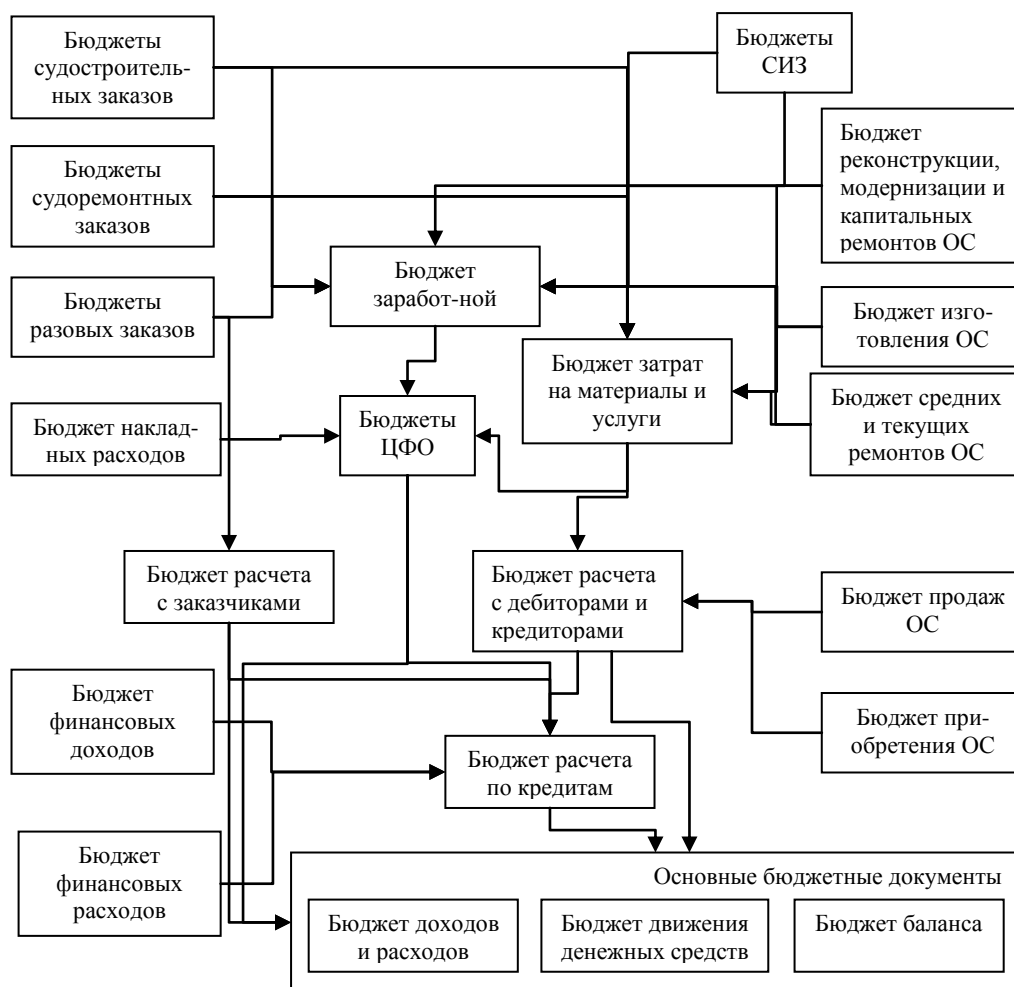 Бюджеты
судостроитель-
ных заказов
Бюджеты
СИЗ
Бюджет
реконструкции,
модернизации и
капитальных
ремонтов ОС
Бюджеты
судоремонтных
заказов
Бюджет
заработ-ной
Бюджеты
разовых заказов
Бюджет изго-
товления ОС
Бюджет затрат
на материалы и
услуги
Бюджет средних
и текущих
ремонтов ОС
Бюджет наклад-
ных расходов
Бюджеты
ЦФО
Бюджет расчета
с заказчиками
Бюджет расчета
с дебиторами и
кредиторами
Бюджет продаж
ОС
Бюджет
финансовых
доходов
Бюджет при-
обретения ОС
Бюджет расчета
по кредитам
Бюджет
финансовых
расходов
Основные бюджетные документы
Бюджет доходов
и расходов
Бюджет движения
денежных средств
Бюджет баланса